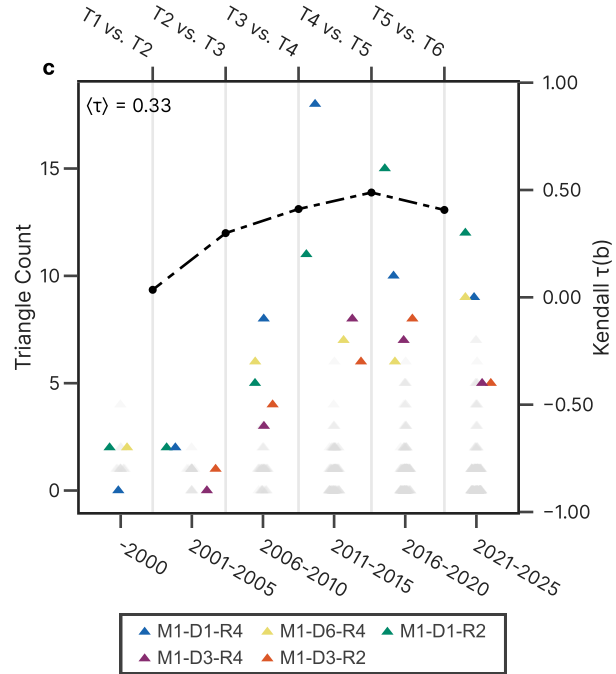 T1 vs. T2
T2 vs. T3
T3 vs. T4
T4 vs. T5
T5 vs. T6
c
⟨τ⟩ = 0.33
Triangle Count
15
10
5
0
1.00
0.50
0.00
−0.50
−1.00
Kendall τ(b)
-2000
2001-2005
2006-2010
2011-2015
2016-2020
2021-2025
M1-D1-R4
M1-D6-R4
M1-D1-R2
M1-D3-R4
M1-D3-R2